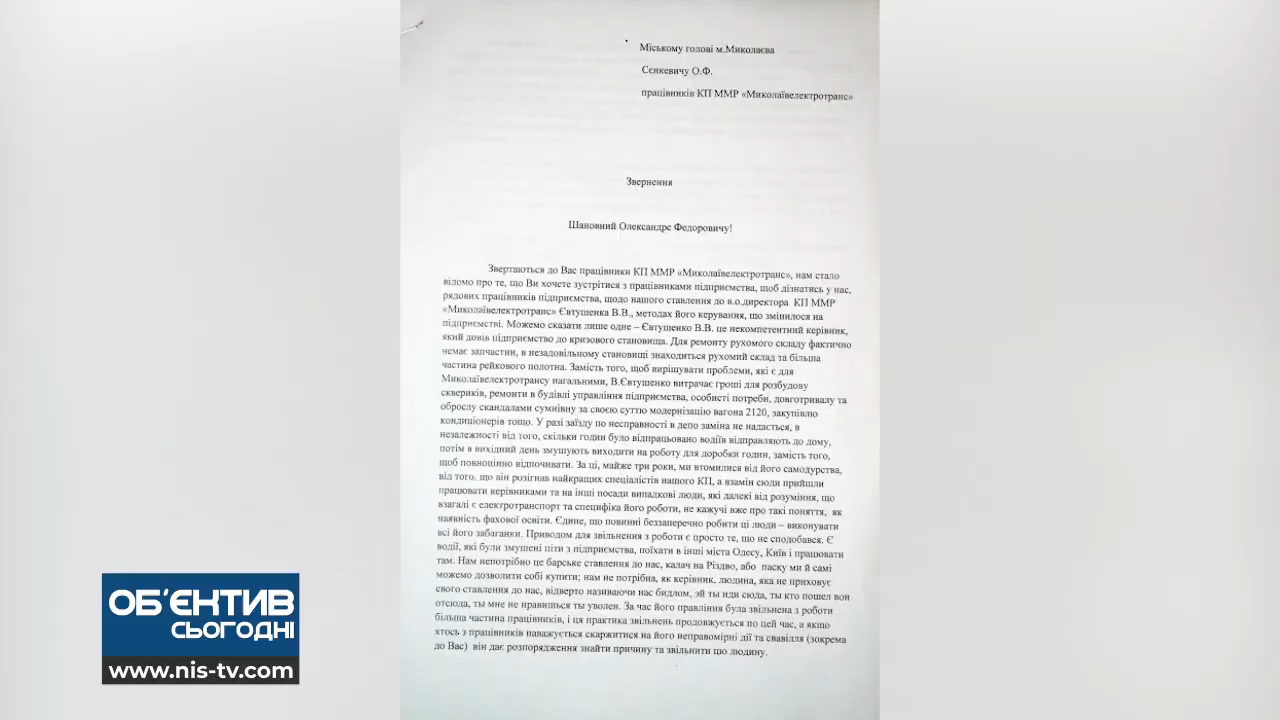 Міському голові м.Миколаєва
Сєнкевичу О.Ф.
працівників КП ММР «Миколаївелектротранс»
Звернення
Шановний Олександре Федоровичу!
Звертаються до Вас працівники КП ММР «Миколаївелектротранс», нам стало
відомо про те, що Ви хочете зустрітися з працівниками підприємства, щоб дізнатись у нас,
рядових працівників підприємства, щодо нашого ставлення до в.о.директора КП ММР
«Миколаївелектротранс» Євтушенка В.В., методах його керування, що змінилося на
підприємстві. Можемо сказати лише одне – Євтушенко В.В. це некомпетентний керівник,
який довів підприємство до кризового становища. Для ремонту рухомого складу фактично
немає запчастин, в незадовільному становищі знаходиться рухомий склад та більша
частина рейкового полотна. Замість того, щоб вирішувати проблеми, які є для
Миколаївелектротрансу нагальними, В.Євтушенко витрачає гроші для розбудову
сквериків, ремонти в будівлі управління підприємства, особисті потреби, довготривалу та
оброслу скандалами сумнівну за своєю суттю модернізацію вагона 2120, закупівлю
кондиціонерів тощо. У разі заїзду по несправності в депо заміна не надається, в
незалежності від того, скільки годин було відпрацьовано водіїв відправляють до дому,
потім в вихідний день змушують виходити на роботу для доробки годин, замість того,
щоб повноцінно відпочивати. За ці, майже три роки, ми втомилися від його самодурства,
від того, що він розігнав найкращих спеціалістів нашого КП, а взамін сюди прийшли
працювати керівниками та на інші посади випадкові люди, які далекі від розуміння, що
взагалі є електротранспорт та специфіка його роботи, не кажучі вже про такі поняття, як
наявність фахової освіти. Єдине, що повинні беззаперечно робити ці люди – виконувати
всі його забаганки. Приводом для звільнення з роботи є просто те, що не сподобався. Є
водії, які були змушені піти з підприємства, поїхати в інші міста Одесу, Київ і працювати
там. Нам непотрібно це барське ставлення до нас, калач на Різдво, або паску ми й самі
можемо дозволити собі купити; нам не потрібна, як керівник, людина, яка не приховує
свого ставлення до нас, відверто називаючи нас бидлом, эй ты иди сюда, ты кто пошел вон
отсюда, ты мне не нравишься ты уволен. За час його правління була звільнена з роботи
більша частина працівників, і ця практика звільнень продовжується по цей час, а якщо
хтось з працівників наважується скаржитися на його неправомірні дії та свавілля (зокрема
до Вас) він дає розпорядження знайти причину та звільнити цю людину.
ОБ'ЄКТИВ
СЬОГОДНІ
www.nis-tv.com